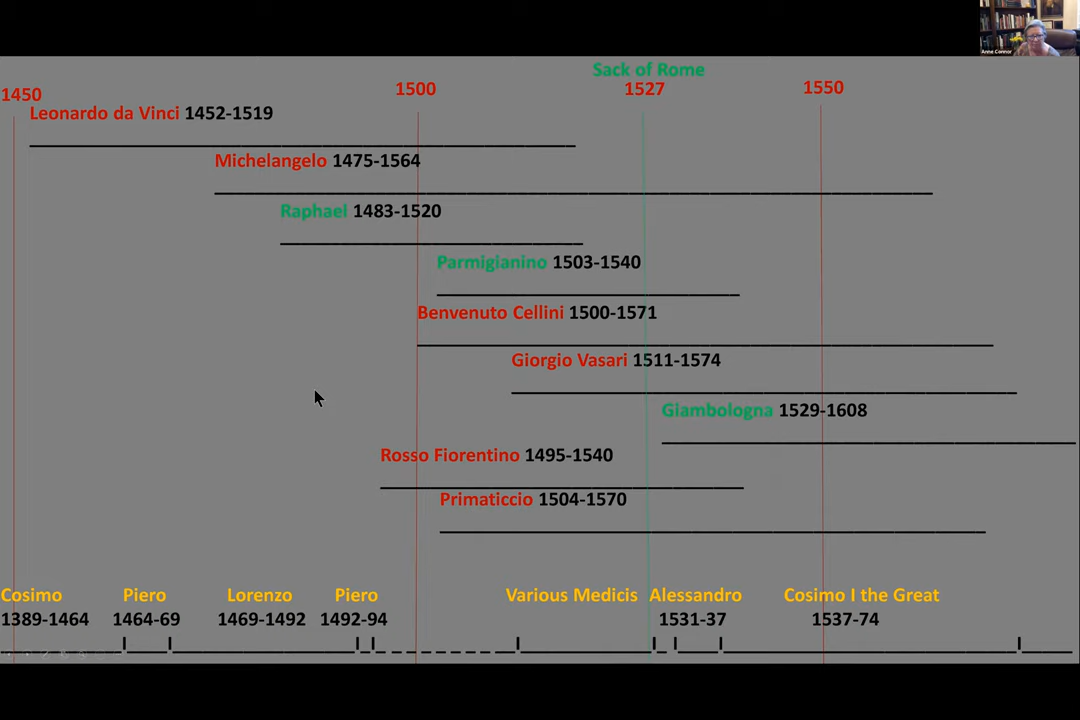 Anne Connor
Sack of Rome
1450 1500 1527 1550
Leonardo da Vinci 1452-1519
Michelangelo 1475-1564
Raphael 1483-1520
Parmigianino 1503-1540
Benvenuto Cellini 1500-1571
Giorgio Vasari 1511-1574
Giambologna 1529-1608
Rosso Fiorentino 1495-1540
Primaticcio 1504-1570
Cosimo Piero Lorenzo Piero Various Medicis Alessandro Cosimo I the Great
1389-1464 1464-69 1469-1492 1492-94 1531-37 1537-74